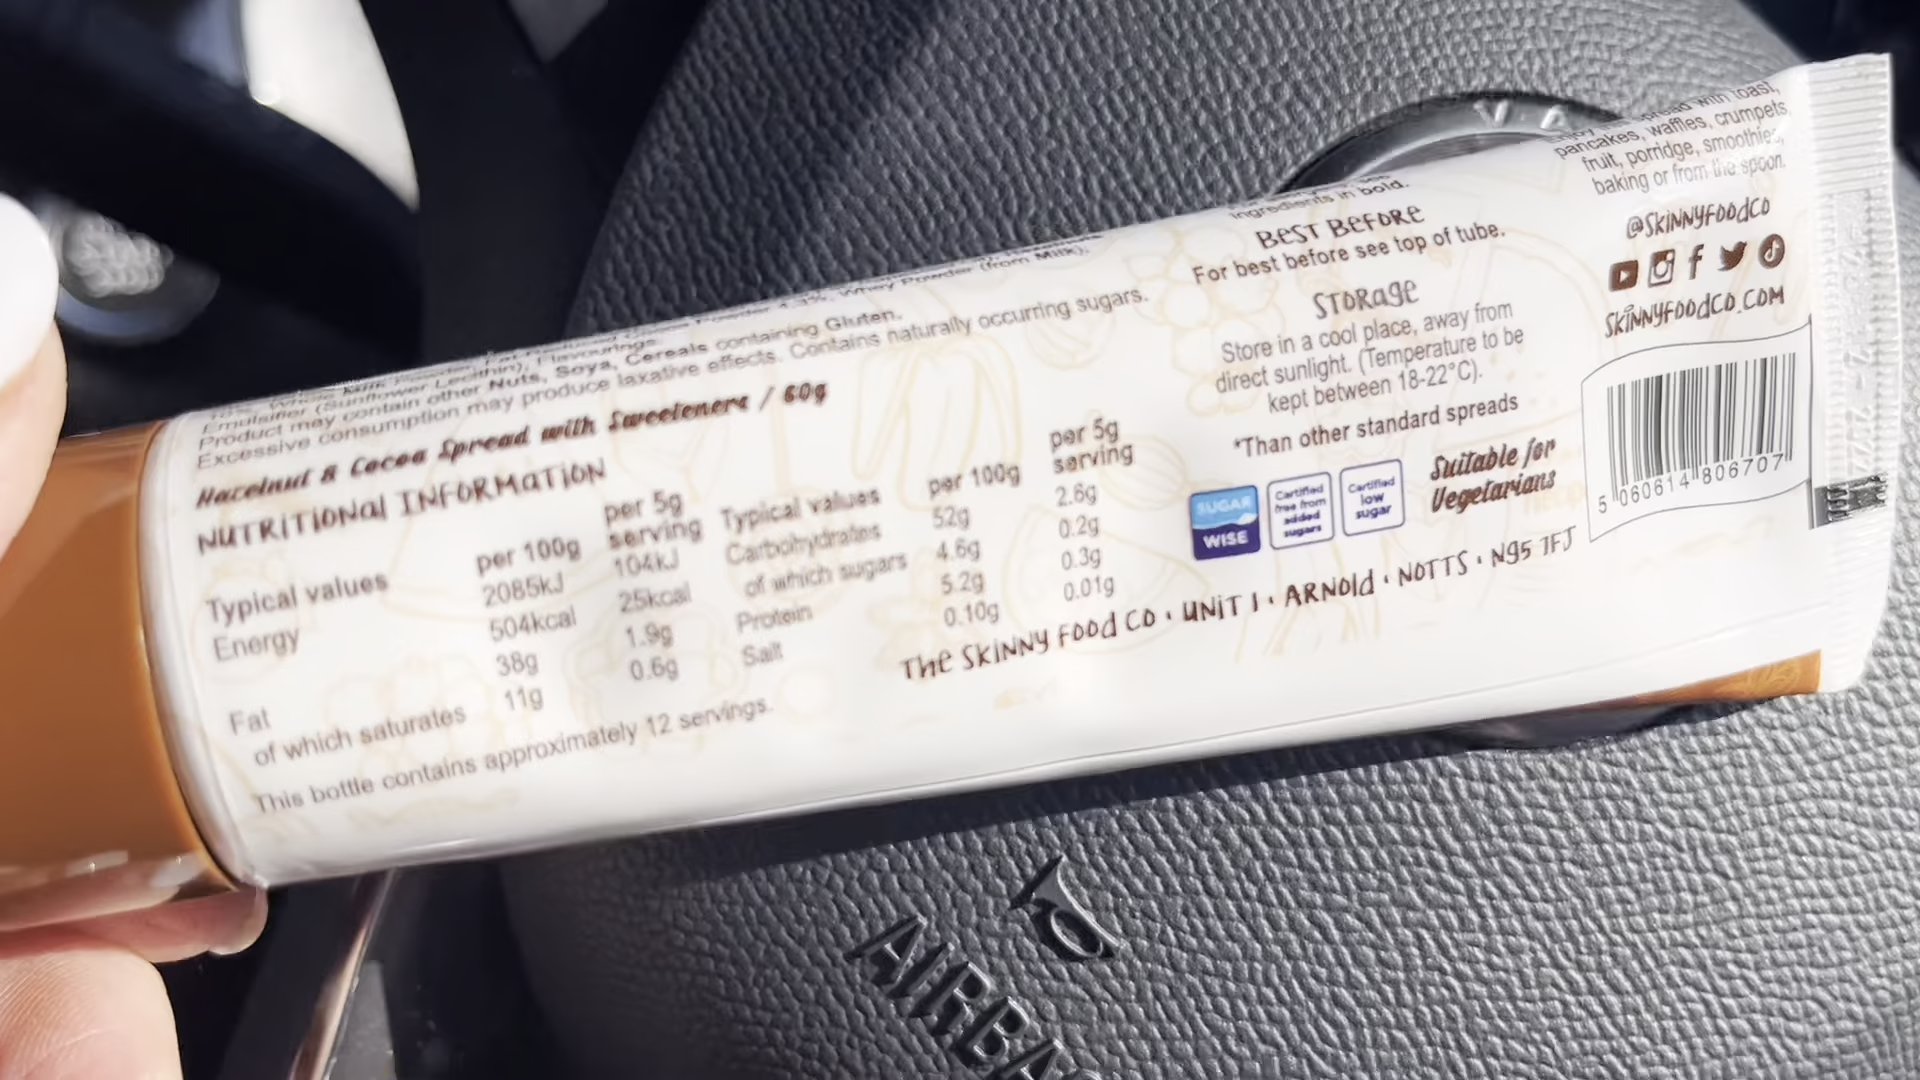 Whey Powder (from Milk),
Emulsifier (Sunflower Lecithin), Flavourings.
Product may contain other Nuts, Soya, Cereals containing Gluten.
Excessive consumption may produce laxative effects. Contains naturally occurring sugars.
Hazelnut & Cocoa Spread with Sweeteners / 60g
NUTRITIONAL INFORMATION
Typical values per 100g per 5g serving
Energy 2085kJ 104kJ
504kcal 25kcal
Fat 38g 1.9g
of which saturates 11g 0.6g
This bottle contains approximately 12 servings.
Typical values per 100g per 5g serving
Carbohydrates 52g 2.6g
of which sugars 4.6g 0.2g
Protein 5.2g 0.3g
Salt 0.10g 0.01g
ingredients in bold.
BEST BEFORE
For best before see top of tube.
STORAGE
Store in a cool place, away from
direct sunlight. (Temperature to be
kept between 18-22°C).
*Than other standard spreads
SUGAR
WISE
Certified
free from
added
sugars
Certified
low
sugar
Suitable for
Vegetarians
THE SKINNY FOOD CO • UNIT 1 • ARNOLD • NOTTS • NG5 7FJ
with toast,
pancakes, waffles, crumpets,
fruit, porridge, smoothies,
baking or from the spoon.
@SKINNYFOODCO
SKINNYFOODCO.COM
5 060614 806707
AIRBA